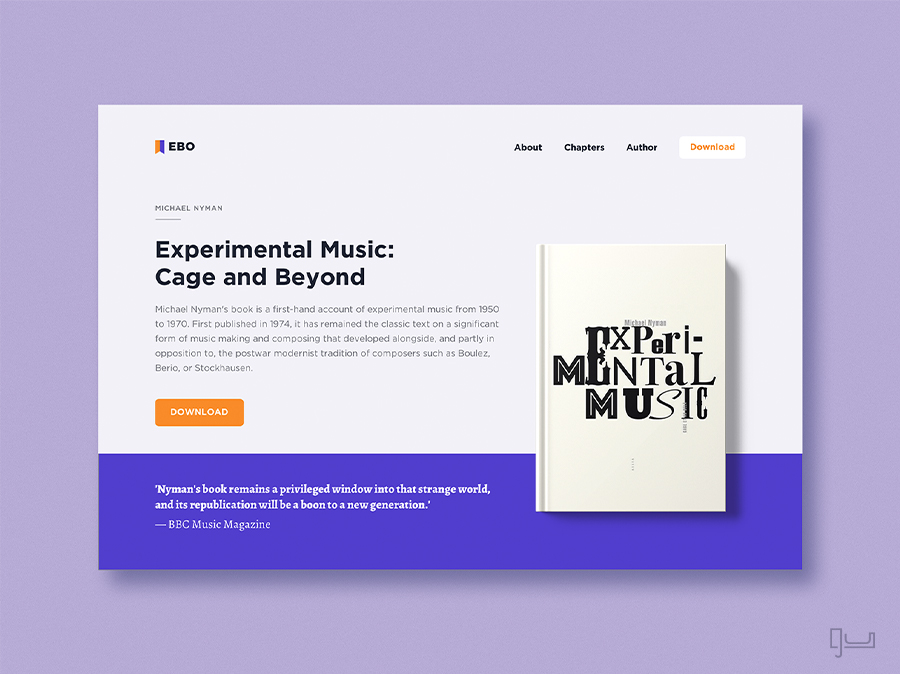 EBO
About Chapters Author Download
MICHAEL NYMAN
Experimental Music:
Cage and Beyond
Michael Nyman's book is a first-hand account of experimental music from 1950
to 1970. First published in 1974, it has remained the classic text on a significant
form of music making and composing that developed alongside, and partly in
opposition to, the postwar modernist tradition of composers such as Boulez,
Berio, or Stockhausen.
DOWNLOAD
Michael Nyman
EXPeri-
MENTaL
MUSIC
'Nyman's book remains a privileged window into that strange world,
and its republication will be a boon to a new generation.'
— BBC Music Magazine